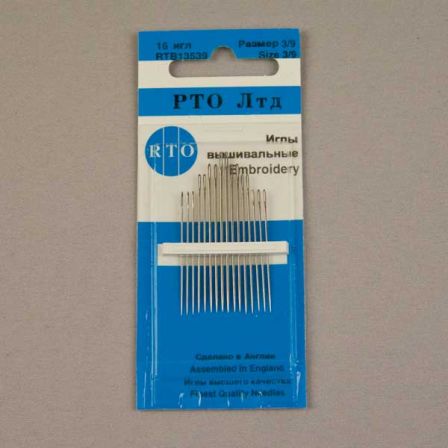 16 игл Размер 3/9
RTB13539 Size 3/9
РТО Лтд
RTO
Иглы
вышивальные
Embroidery
Сделано в Англии
Assembled in England
Иглы высшего качества
Finest Quality Needles